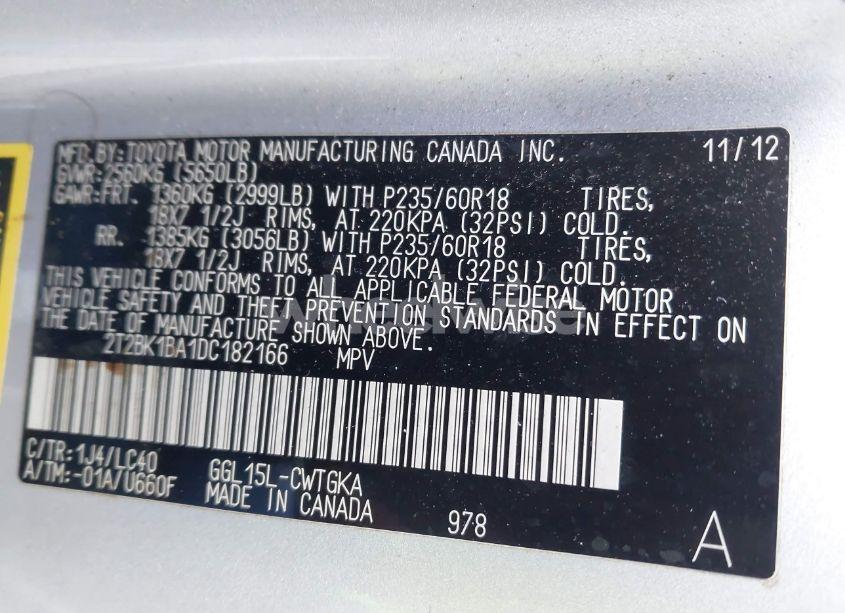 MFD.BY:TOYOTA MOTOR MANUFACTURING CANADA INC. 11/12
GVWR:2560KG (5650LB)
GAWR:FRT. 1360KG (2999LB) WITH P235/60R18 TIRES,
18X7 1/2J RIMS, AT 220KPA (32PSI) COLD.
RR. 1385KG (3056LB) WITH P235/60R18 TIRES,
18X7 1/2J RIMS, AT 220KPA (32PSI) COLD.
THIS VEHICLE CONFORMS TO ALL APPLICABLE FEDERAL MOTOR
VEHICLE SAFETY AND THEFT PREVENTION STANDARDS IN EFFECT ON
THE DATE OF MANUFACTURE SHOWN ABOVE.
2T2BK1BA1DC182166 MPV
C/TR:1J4/LC40
A/TM:-01A/U660F
GGL15L-CWTGKA
MADE IN CANADA
978
A